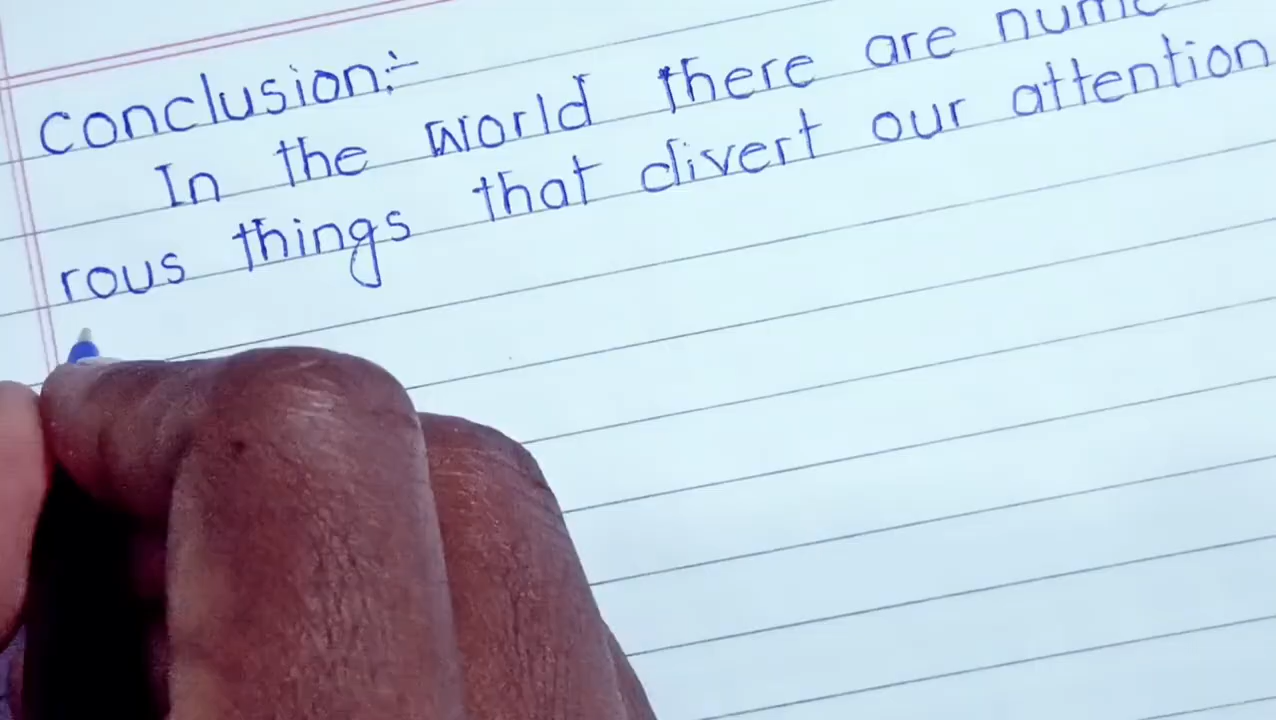 Conclusion:-
In the world there are nume
rous things that divert our attention